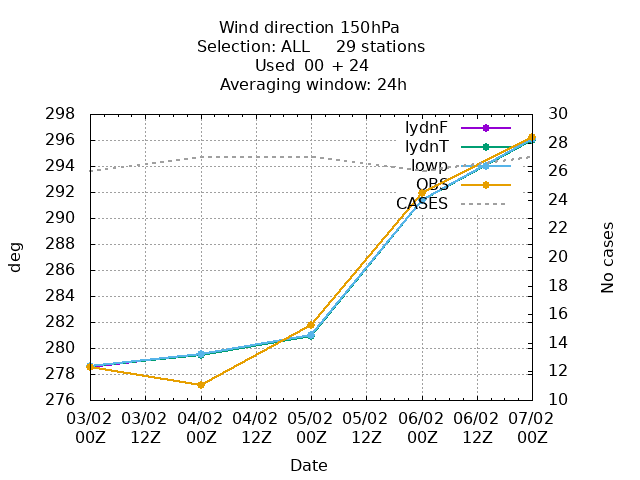 Wind direction 150hPa
Selection: ALL 29 stations
Used 00 + 24
Averaging window: 24h
298
296
294
292
290
288
286
284
282
280
278
276
deg
30
28
26
24
22
20
18
16
14
12
10
No cases
lydnF
lydnT
lowp
OBS
CASES
03/02 03/02 04/02 04/02 05/02 05/02 06/02 06/02 07/02
00Z 12Z 00Z 12Z 00Z 12Z 00Z 12Z 00Z
Date